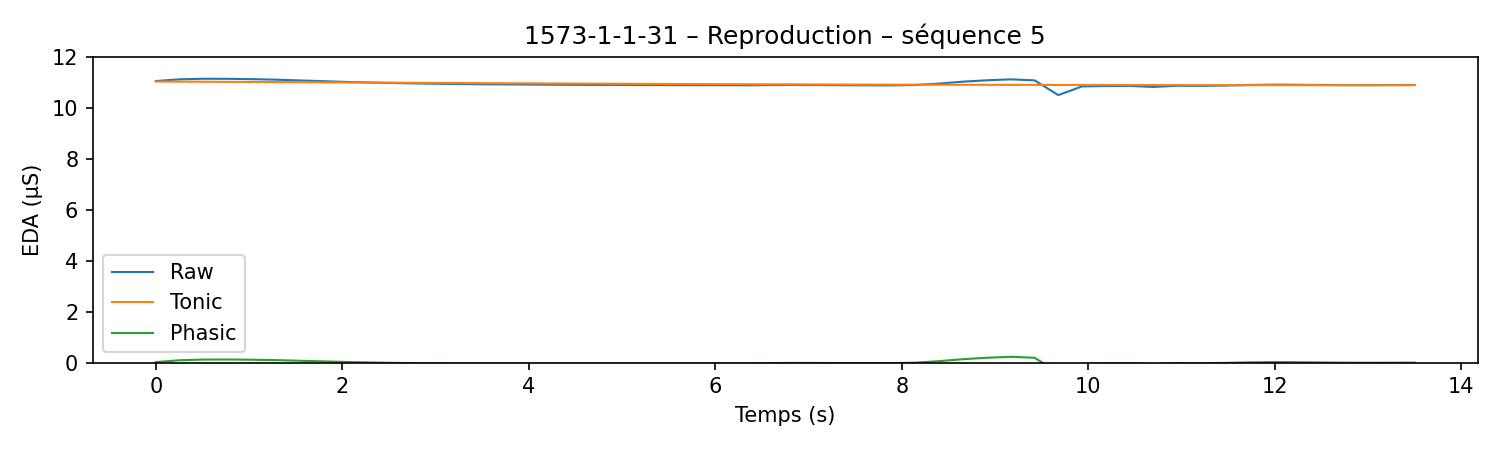 1573-1-1-31 – Reproduction – séquence 5
EDA (µS)
12
10
8
6
4
2
0
Raw
Tonic
Phasic
0 2 4 6 8 10 12 14
Temps (s)